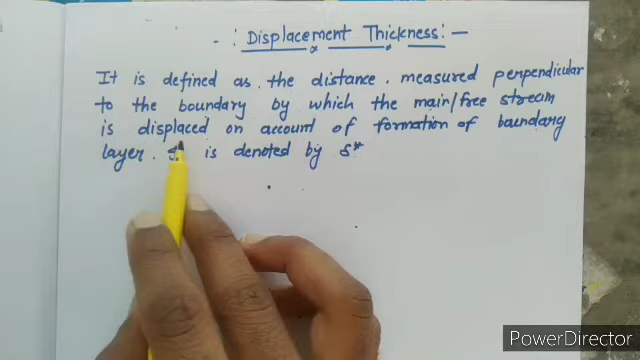 : Displacement Thickness: —
It is defined as the distance. measured perpendicular
to the boundary by which the main/free stream
is displaced on account of formation of boundary
layer. is denoted by δ*
PowerDirector